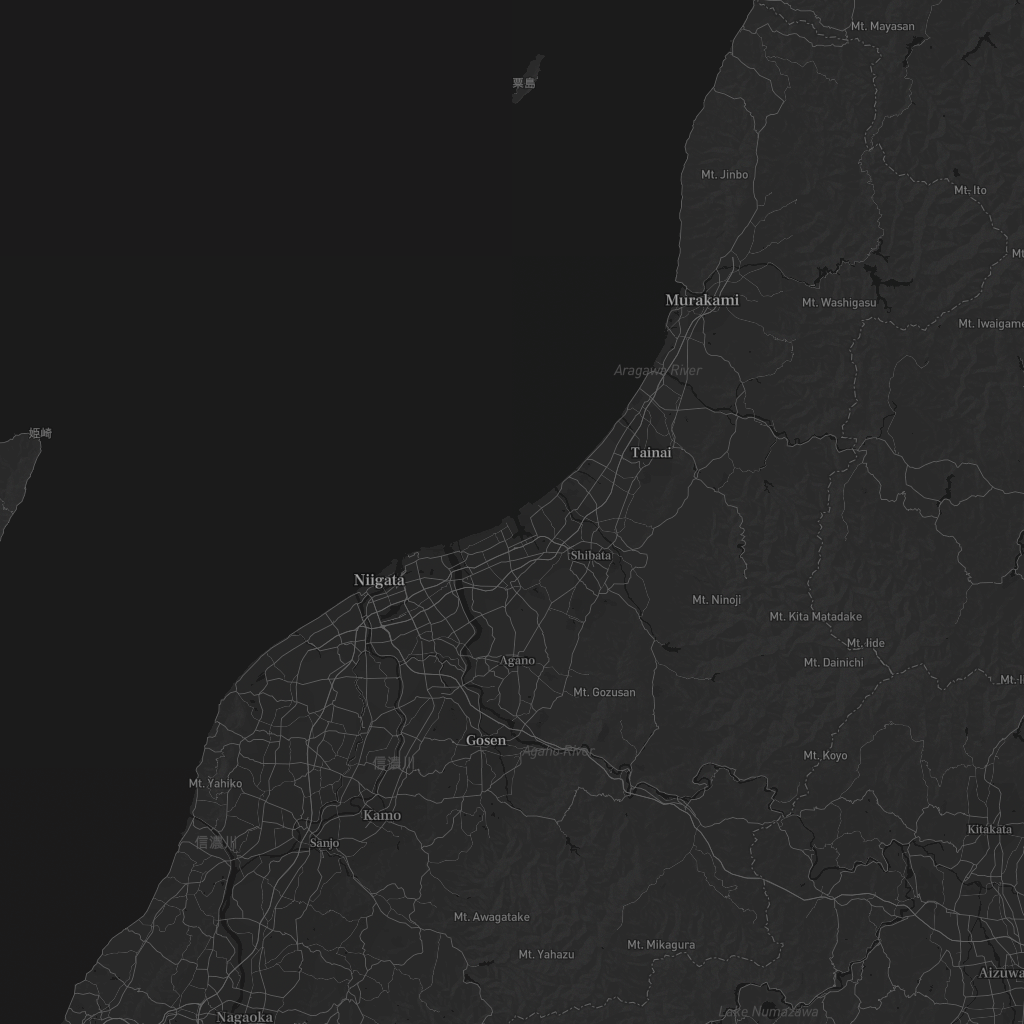 Mt. Mayasan
粟島
Mt. Jinbo
Mt. Ito
Mt
Murakami
Mt. Washigasu
Mt. Iwaigame
Aragawa River
姫崎
Tainai
Shibata
Niigata
Mt. Ninoji
Mt. Kita Matadake
Mt. Iide
Mt. Dainichi
Agano
Mt. I
Mt. Gozusan
Gosen
Agano River
Mt. Koyo
信濃川
Mt. Yahiko
Kamo
Kitakata
信濃川
Sanjo
Mt. Awagatake
Mt. Mikagura
Mt. Yahazu
Aizuwa
Lake Numazawa
Nagaoka